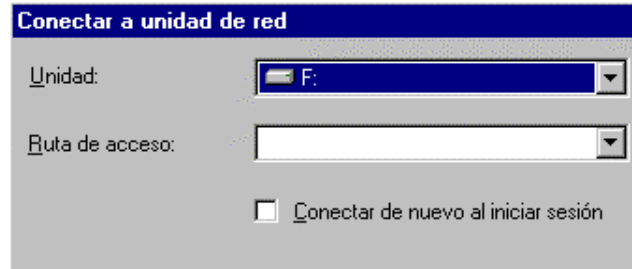 Conectar a unidad de red
Unidad: F:
Ruta de acceso:
Conectar de nuevo al iniciar sesión